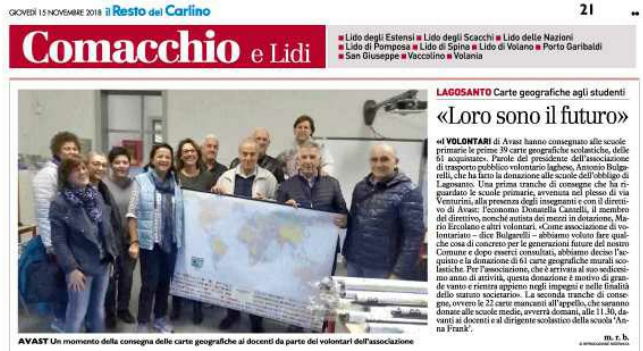 GIOVEDÌ 15 NOVEMBRE 2018 il Resto del Carlino
21
Comacchio e Lidi
■ Lido degli Estensi ■ Lido degli Scacchi ■ Lido delle Nazioni
■ Lido di Pomposa ■ Lido di Spina ■ Lido di Volano ■ Porto Garibaldi
■ San Giuseppe ■ Vaccolino ■ Volania
LAGOSANTO Carte geografiche agli studenti
«Loro sono il futuro»
«I VOLONTARI di Avast hanno consegnato alle scuole
primarie le prime 39 carte geografiche scolastiche, delle
61 acquistate». Parole del presidente dell'associazione
di trasporto pubblico volontario laghese, Antonio Bulga-
relli, che ha fatto la donazione alle scuole dell'obbligo di
Lagosanto. Una prima tranche di consegne che ha ri-
guardato le scuole primarie, avvenuta nel plesso di via
Venturini, alla presenza degli insegnanti e con il diretti-
vo di Avast: l'economo Donatella Cantelli, il membro
del direttivo, nonché autista dei mezzi in dotazione, Ma-
rio Ercolano e altri volontari. «Come associazione di vo-
lontariato – dice Bulgarelli – abbiamo voluto fare qual-
che cosa di concreto per le generazioni future del nostro
Comune e dopo esserci consultati, abbiamo deciso l'ac-
quisto e la donazione di 61 carte geografiche murali sco-
lastiche. Per l'associazione, che è arrivata al suo sedicesi-
mo anno di attività, questa donazione è motivo di gran-
de vanto e rientra appieno negli impegni e nelle finalità
dello statuto societario». La seconda tranche di conse-
gne, ovvero le 22 carte mancanti all'appello, che saranno
donate alle scuole medie, avverrà domani, alle 11.30, da-
vanti ai docenti e al dirigente scolastico della scuola 'An-
na Frank'.
m. r. b.
© RIPRODUZIONE RISERVATA
AVAST Un momento della consegna delle carte geografiche ai docenti da parte dei volontari dell'associazione